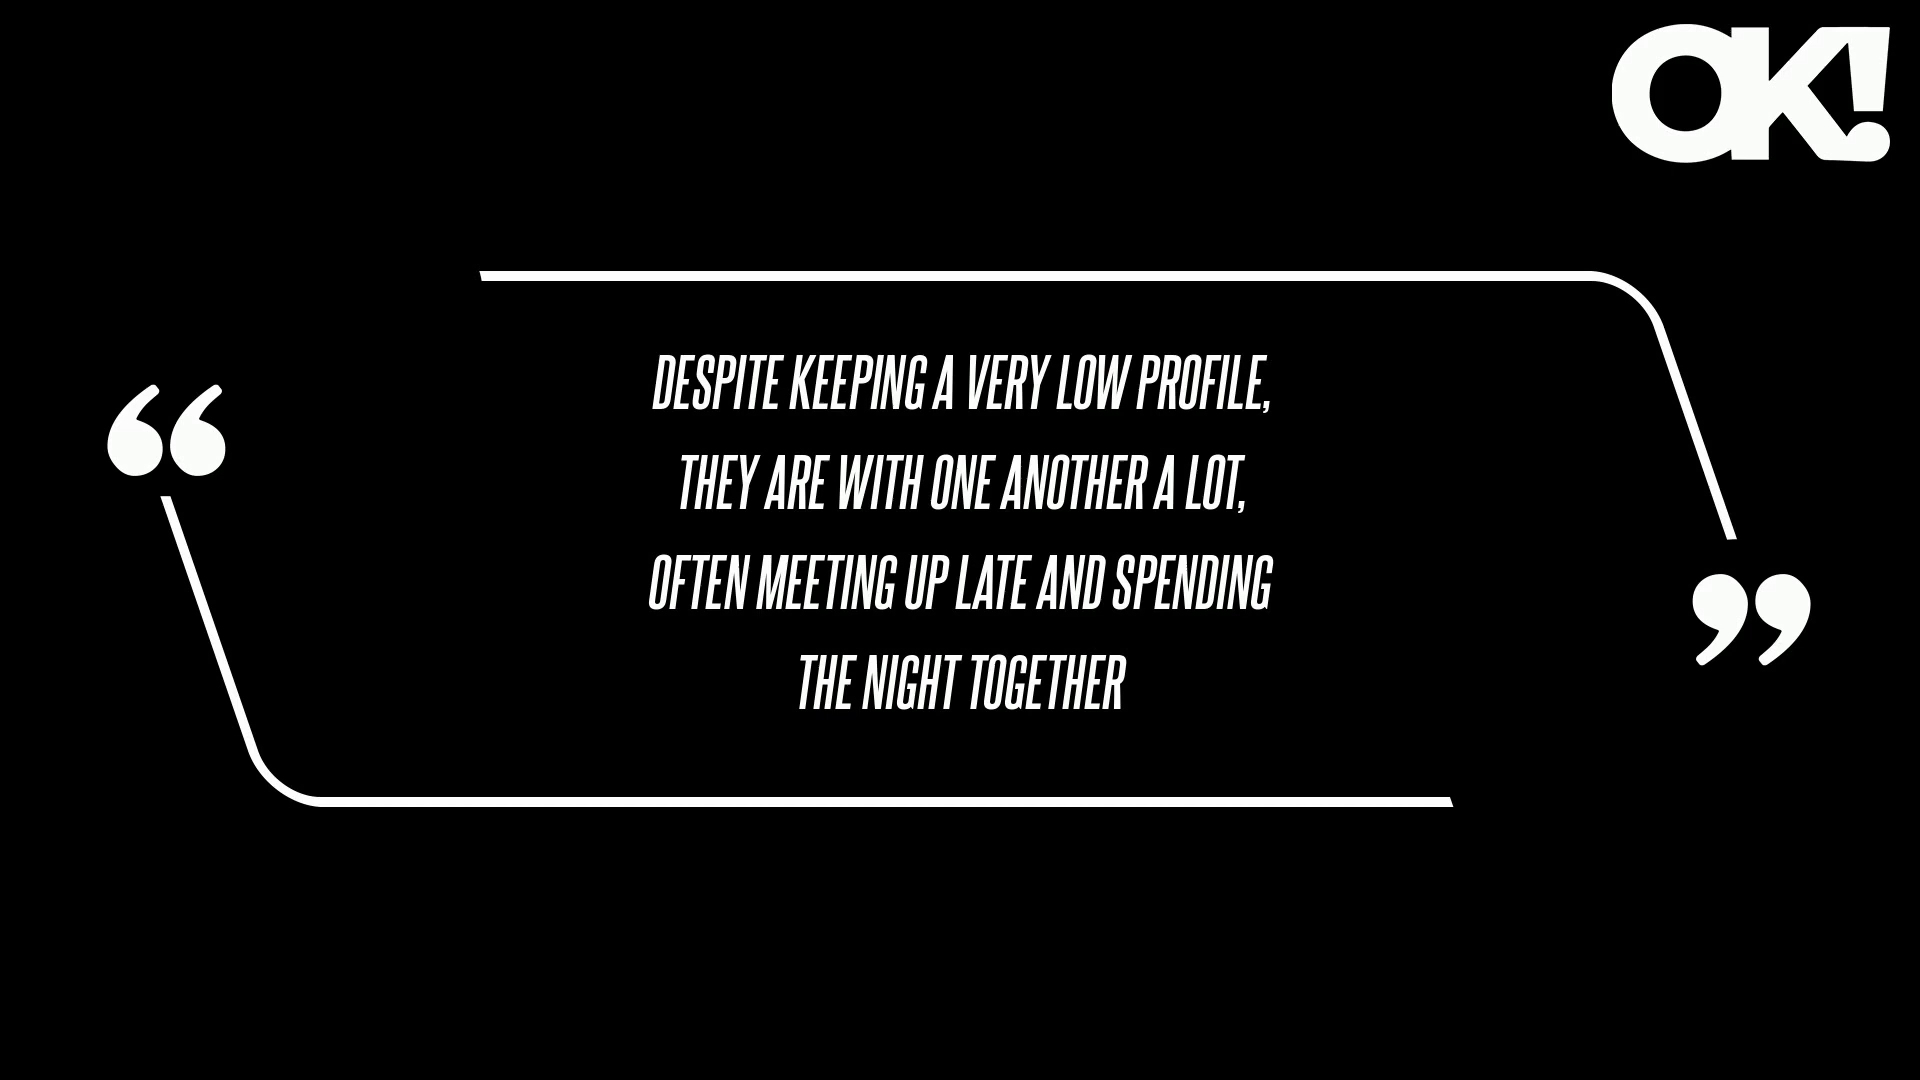 OK!
“
DESPITE KEEPING A VERY LOW PROFILE,
THEY ARE WITH ONE ANOTHER A LOT,
OFTEN MEETING UP LATE AND SPENDING
THE NIGHT TOGETHER
”